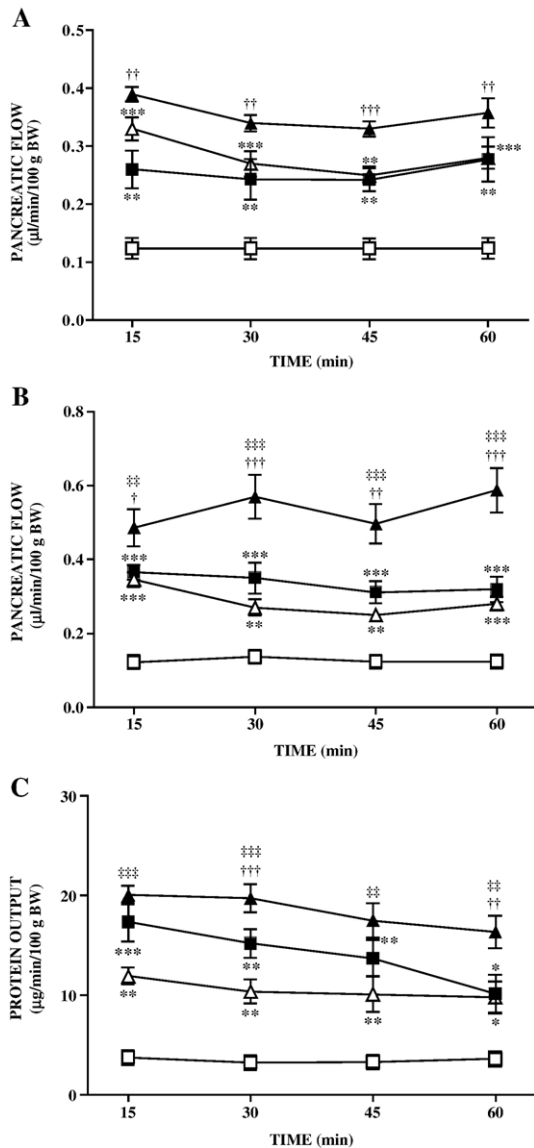 A
PANCREATIC FLOW
(µl/min/100 g BW)
0.5
0.4
0.3
0.2
0.1
0.0
†† †† ††† ††
*** *** ** ***
** ** ** **
15 30 45 60
TIME (min)
B
PANCREATIC FLOW
(µl/min/100 g BW)
0.8
0.6
0.4
0.2
0.0
‡‡ ‡‡‡ ‡‡‡ ‡‡‡
† ††† †† †††
*** *** *** ***
*** ** ** ***
15 30 45 60
TIME (min)
C
PROTEIN OUTPUT
(µg/min/100 g BW)
30
20
10
0
‡‡‡ ‡‡‡ ‡‡ ‡‡
††† ††
*** ** ** *
** ** ** *
15 30 45 60
TIME (min)